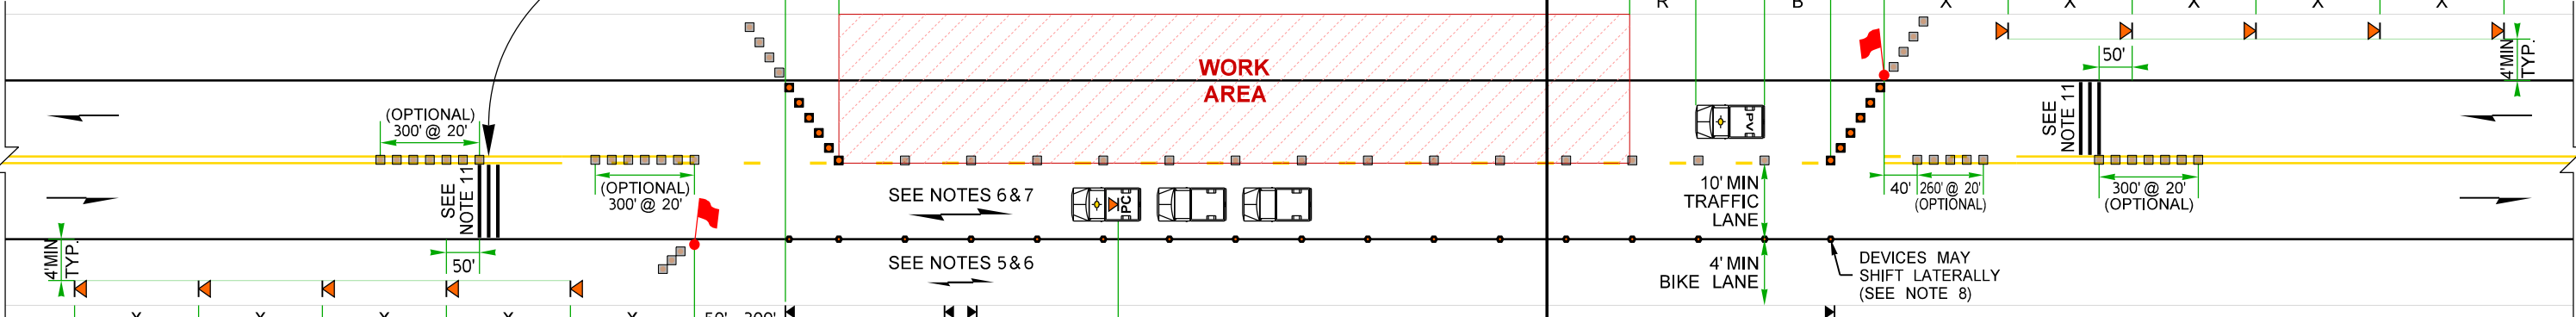 R
B
X
X
X
X
X
WORK
AREA
50'
4'MIN
TYP.
(OPTIONAL)
300' @ 20'
SEE
NOTE 11
PV
SEE
NOTE 11
(OPTIONAL)
300' @ 20'
SEE NOTES 6&7
PC
10' MIN
TRAFFIC
LANE
40'
260' @ 20'
(OPTIONAL)
300' @ 20'
(OPTIONAL)
4'MIN
TYP.
50'
SEE NOTES 5&6
4' MIN
BIKE LANE
DEVICES MAY
SHIFT LATERALLY
(SEE NOTE 8)
X
X
X
X
X
50'-300'